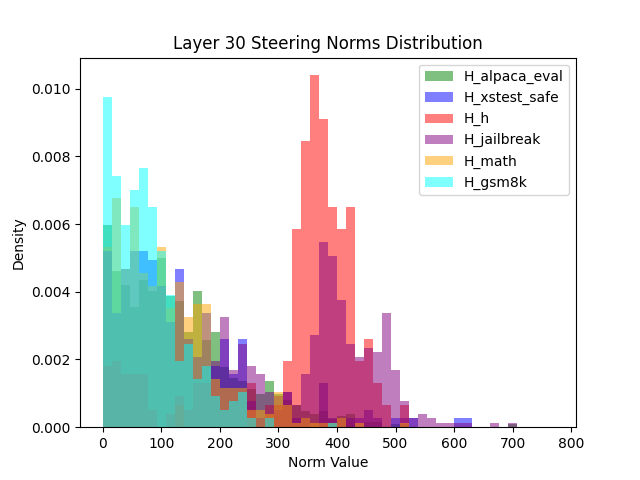 Layer 30 Steering Norms Distribution
H_alpaca_eval
H_xstest_safe
H_h
H_jailbreak
H_math
H_gsm8k
0.010
0.008
0.006
0.004
0.002
0.000
Density
0 100 200 300 400 500 600 700 800
Norm Value